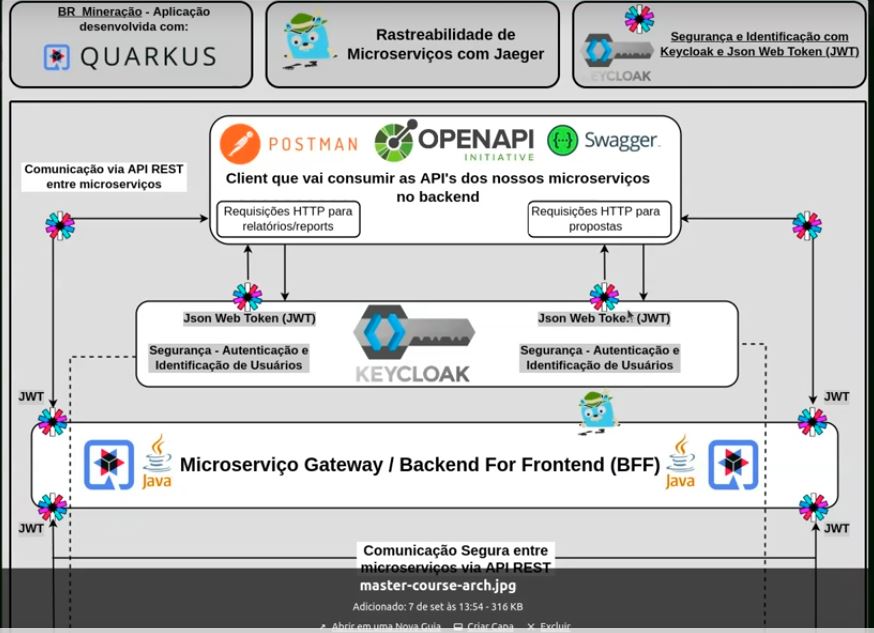 BR_Mineração - Aplicação
desenvolvida com:
QUARKUS
Rastreabilidade de
Microserviços com Jaeger
Segurança e Identificação com
Keycloak e Json Web Token (JWT)
KEYCLOAK
POSTMAN
OPENAPI
INITIATIVE
Swagger
Client que vai consumir as API's dos nossos microserviços
no backend
Comunicação via API REST
entre microserviços
Requisições HTTP para
relatórios/reports
Requisições HTTP para
propostas
Json Web Token (JWT)
Json Web Token (JWT)
Segurança - Autenticação e
Identificação de Usuários
KEYCLOAK
Segurança - Autenticação e
Identificação de Usuários
JWT
JWT
Java
Microserviço Gateway / Backend For Frontend (BFF)
Java
JWT
JWT
Comunicação Segura entre
microserviços via API REST
master-course-arch.jpg
Adicionado: 7 de set às 13:54 - 316 KB
Abrir em uma Nova Guia
Criar Capa
Excluir